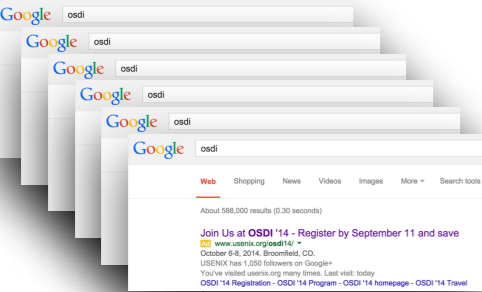 Google osdi
Google osdi
Google osdi
Google osdi
Google osdi
Google osdi
Web Shopping News Videos Images More Search tools
About 588,000 results (0.30 seconds)
Join Us at OSDI '14 - Register by September 11 and save
Ad www.usenix.org/osdi14/
October 6-8, 2014. Broomfield, CO.
USENIX has 1,050 followers on Google+
You've visited usenix.org many times. Last visit: today
OSDI '14 Registration - OSDI '14 Program - OSDI '14 homepage - OSDI '14 Travel